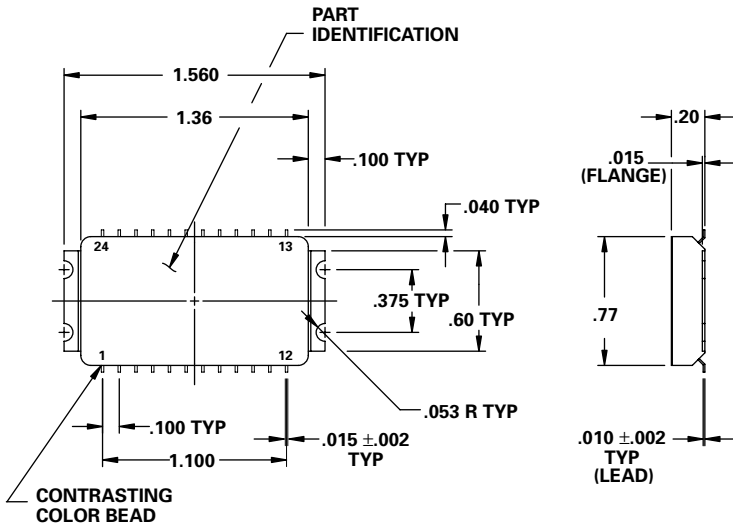 PART
IDENTIFICATION
1.560
1.36
.20
.100 TYP
.015
(FLANGE)
.040 TYP
24
13
.375 TYP
.60 TYP
.77
1
12
.053 R TYP
.100 TYP
.015 ±.002
TYP
.010 ±.002
TYP
(LEAD)
1.100
CONTRASTING
COLOR BEAD